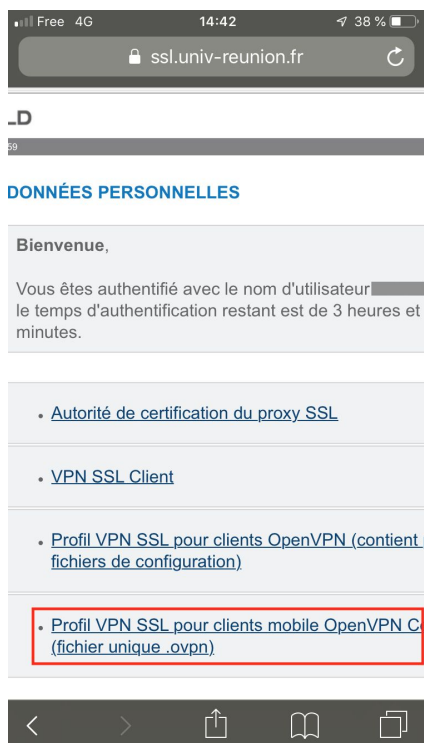 Free 4G 14:42 38 %
ssl.univ-reunion.fr
LD
59
DONNÉES PERSONNELLES
Bienvenue,
Vous êtes authentifié avec le nom d'utilisateur
le temps d'authentification restant est de 3 heures et
minutes.
Autorité de certification du proxy SSL
VPN SSL Client
Profil VPN SSL pour clients OpenVPN (contient
fichiers de configuration)
Profil VPN SSL pour clients mobile OpenVPN C
(fichier unique .ovpn)